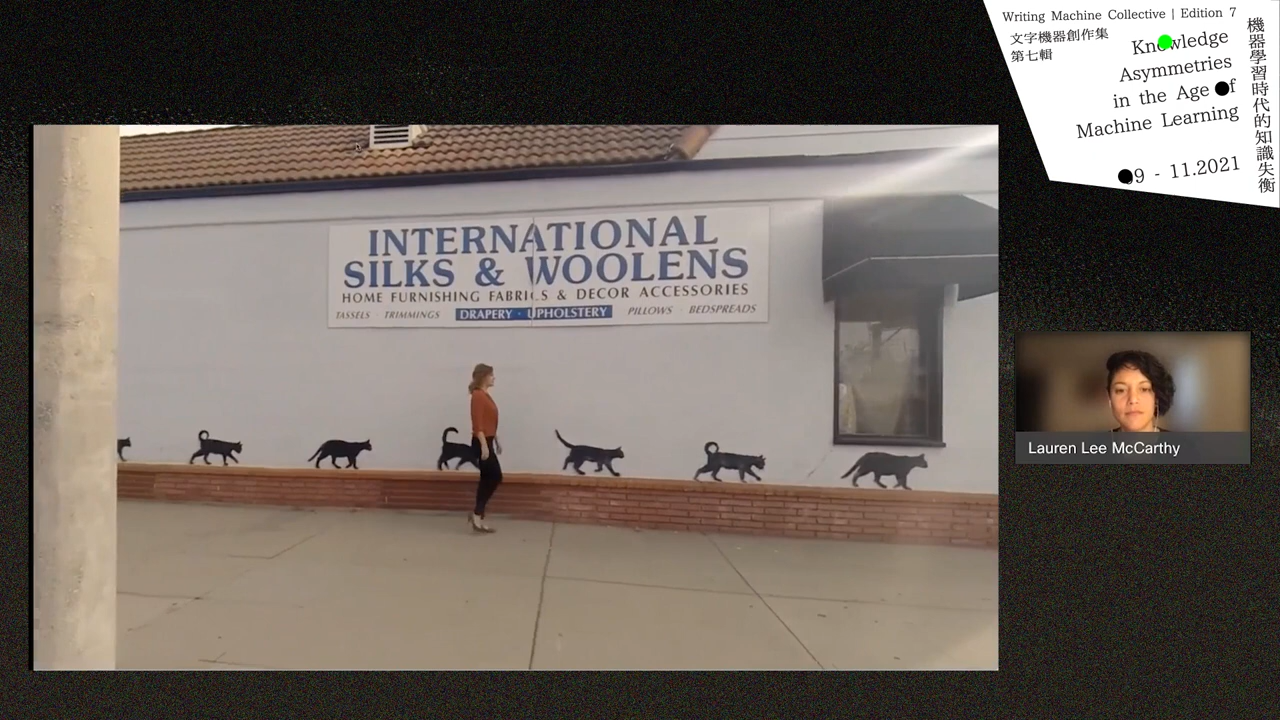 Writing Machine Collective | Edition 7
文字機器創作集
第七輯
Knowledge
Asymmetries
in the Age of
Machine Learning
09 - 11.2021
機器學習時代的知識失衡
INTERNATIONAL
SILKS & WOOLENS
HOME FURNISHING FABRICS & DECOR ACCESSORIES
TASSELS · TRIMMINGS DRAPERY · UPHOLSTERY PILLOWS · BEDSPREADS
Lauren Lee McCarthy